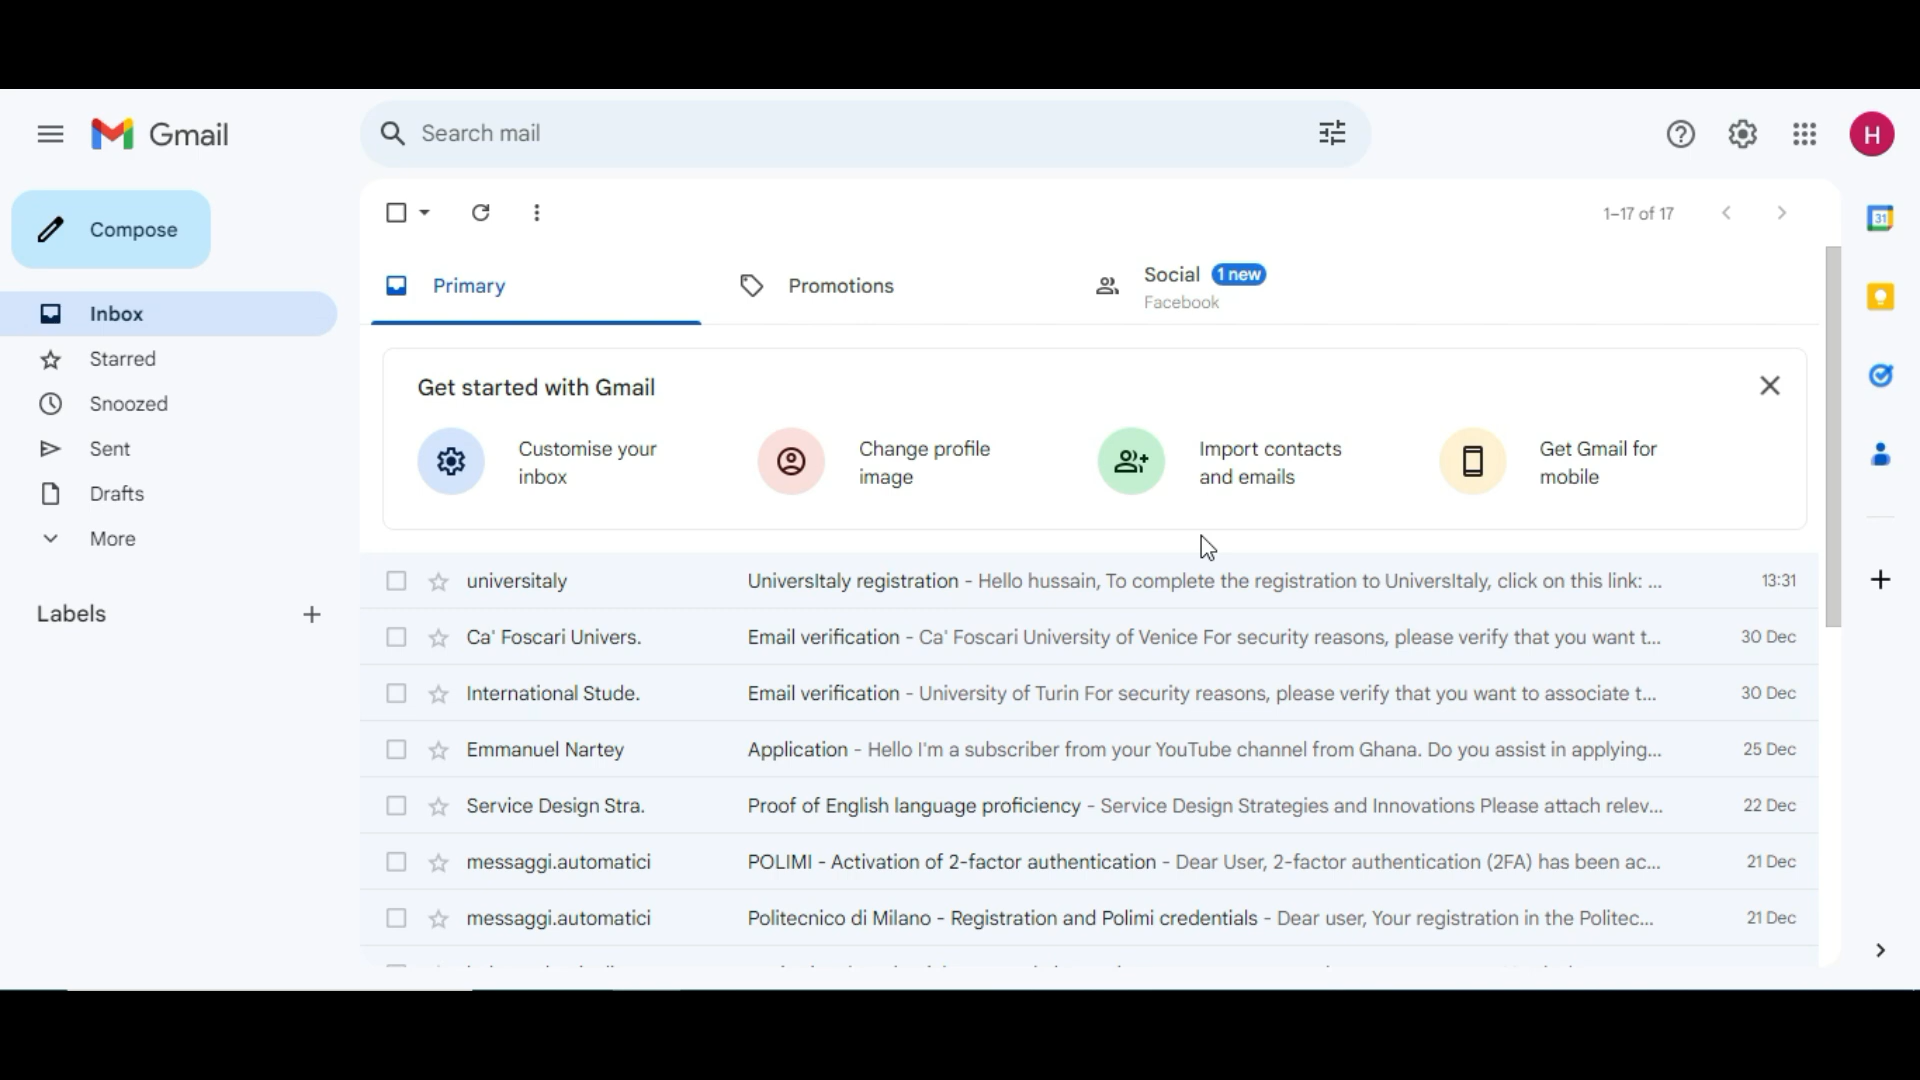 Gmail
Search mail
H
Compose
1–17 of 17
31
Primary
Promotions
Social 1 new
Facebook
Inbox
Starred
Snoozed
Sent
Drafts
More
Labels
Get started with Gmail
Customise your
inbox
Change profile
image
Import contacts
and emails
Get Gmail for
mobile
universitaly UniversItaly registration - Hello hussain, To complete the registration to UniversItaly, click on this link: ... 13:31
Ca' Foscari Univers. Email verification - Ca' Foscari University of Venice For security reasons, please verify that you want t... 30 Dec
International Stude. Email verification - University of Turin For security reasons, please verify that you want to associate t... 30 Dec
Emmanuel Nartey Application - Hello I'm a subscriber from your YouTube channel from Ghana. Do you assist in applying... 25 Dec
Service Design Stra. Proof of English language proficiency - Service Design Strategies and Innovations Please attach relev... 22 Dec
messaggi.automatici POLIMI - Activation of 2-factor authentication - Dear User, 2-factor authentication (2FA) has been ac... 21 Dec
messaggi.automatici Politecnico di Milano - Registration and Polimi credentials - Dear user, Your registration in the Politec... 21 Dec